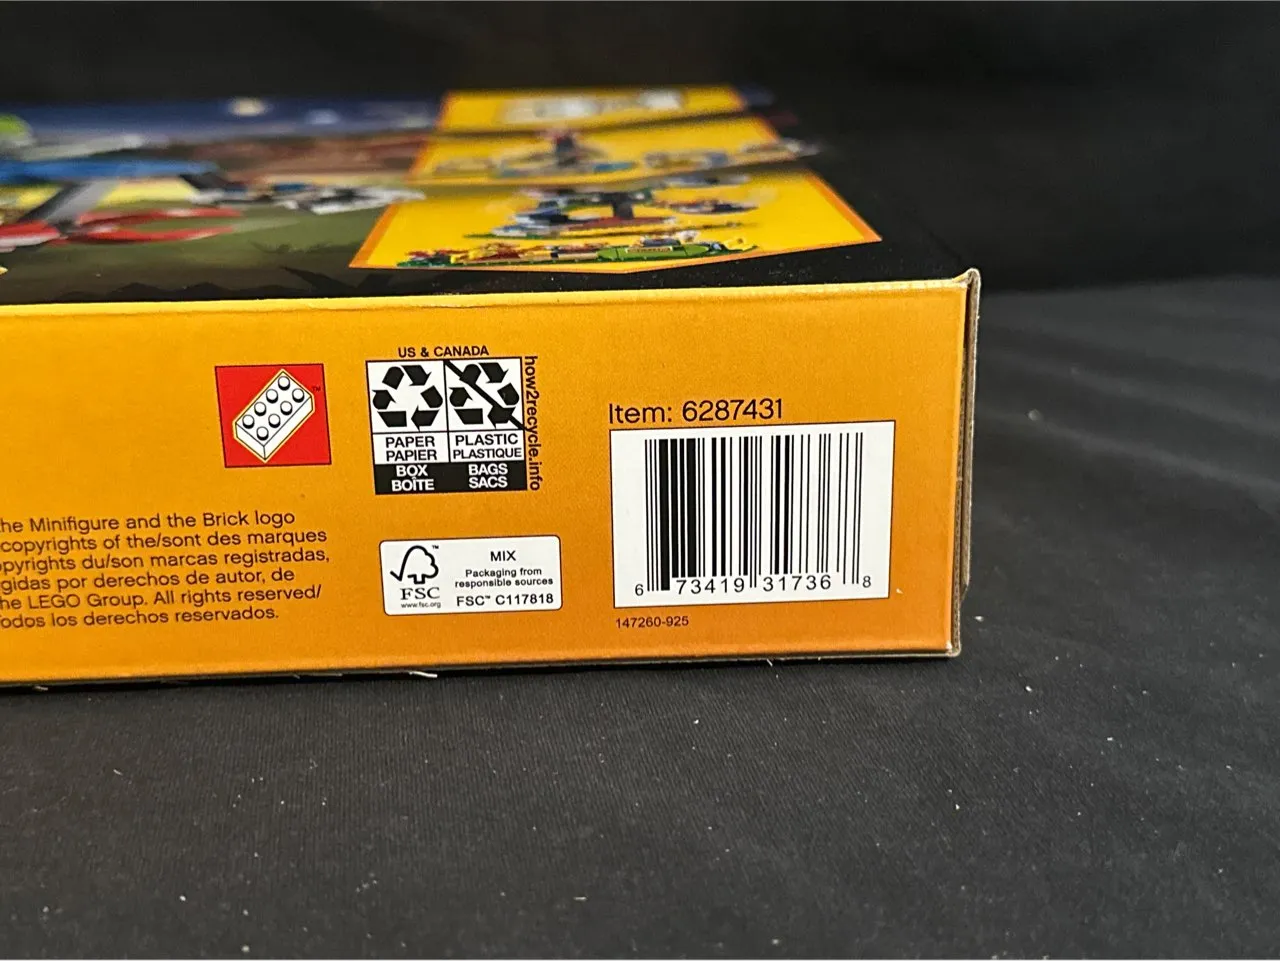 US & CANADA
how2recycle.info
PAPER
PAPIER
BOX
BOÎTE
PLASTIC
PLASTIQUE
BAGS
SACS
Item: 6287431
6 73419 31736 8
147260-925
he Minifigure and the Brick logo
copyrights of the/sont des marques
pyrights du/son marcas registradas,
gidas por derechos de autor, de
he LEGO Group. All rights reserved/
odos los derechos reservados.
FSC
www.fsc.org
MIX
Packaging from
responsible sources
FSC™ C117818